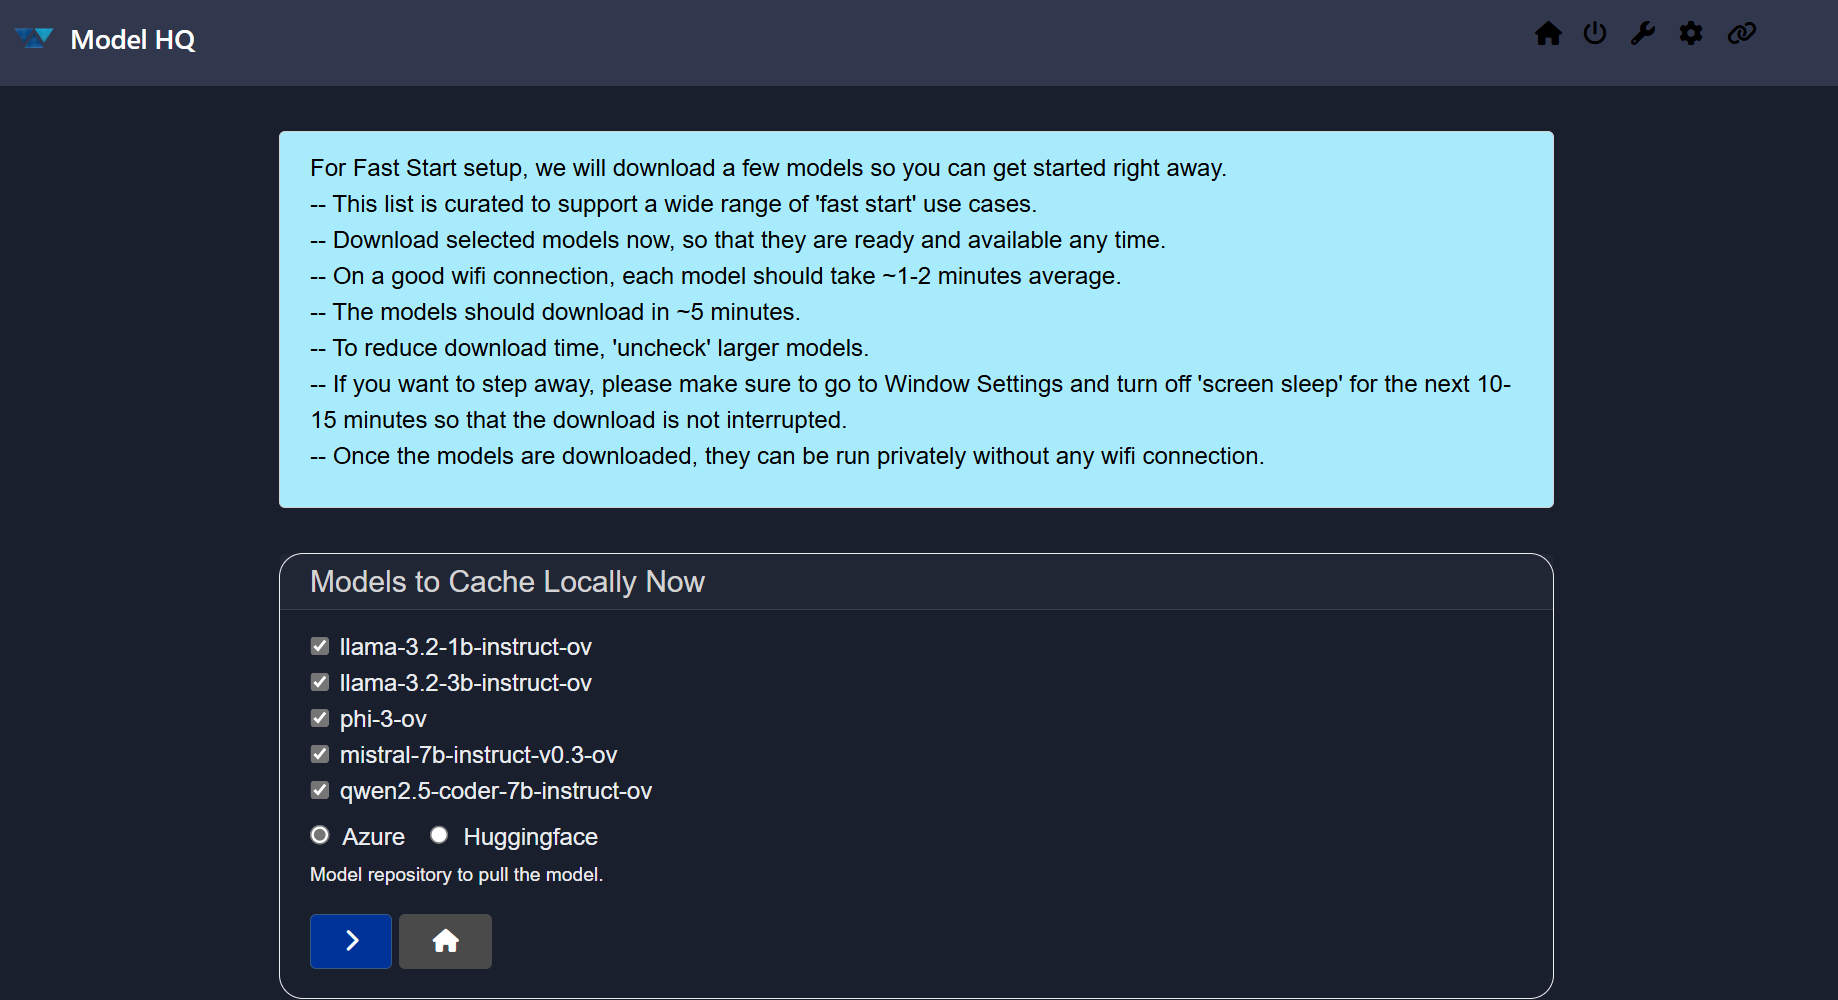 Model HQ
For Fast Start setup, we will download a few models so you can get started right away.
-- This list is curated to support a wide range of 'fast start' use cases.
-- Download selected models now, so that they are ready and available any time.
-- On a good wifi connection, each model should take ~1-2 minutes average.
-- The models should download in ~5 minutes.
-- To reduce download time, 'uncheck' larger models.
-- If you want to step away, please make sure to go to Window Settings and turn off 'screen sleep' for the next 10-
15 minutes so that the download is not interrupted.
-- Once the models are downloaded, they can be run privately without any wifi connection.
Models to Cache Locally Now
llama-3.2-1b-instruct-ov
llama-3.2-3b-instruct-ov
phi-3-ov
mistral-7b-instruct-v0.3-ov
qwen2.5-coder-7b-instruct-ov
Azure Huggingface
Model repository to pull the model.